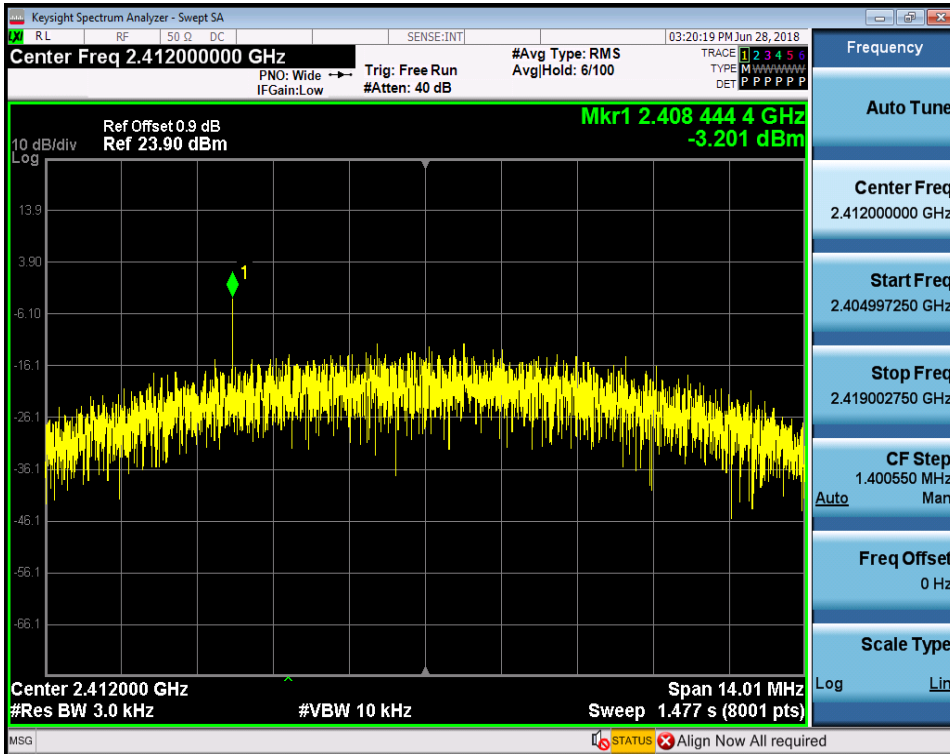 Keysight Spectrum Analyzer - Swept SA
LXI RL RF 50 Ω DC SENSE:INT 03:20:19 PM Jun 28, 2018
Center Freq 2.412000000 GHz
PNO: Wide
IFGain:Low
Trig: Free Run
#Atten: 40 dB
#Avg Type: RMS
Avg|Hold: 6/100
TRACE 1 2 3 4 5 6
TYPE M W W W W W
DET P P P P P P
Mkr1 2.408 444 4 GHz
-3.201 dBm
Ref Offset 0.9 dB
10 dB/div Ref 23.90 dBm
Log
13.9
3.90
-6.10
-16.1
-26.1
-36.1
-46.1
-56.1
-66.1
1
Center 2.412000 GHz Span 14.01 MHz
#Res BW 3.0 kHz #VBW 10 kHz Sweep 1.477 s (8001 pts)
MSG STATUS Align Now All required
Frequency
Auto Tune
Center Freq
2.412000000 GHz
Start Freq
2.404997250 GHz
Stop Freq
2.419002750 GHz
CF Step
1.400550 MHz
Auto Man
Freq Offset
0 Hz
Scale Type
Log Lin